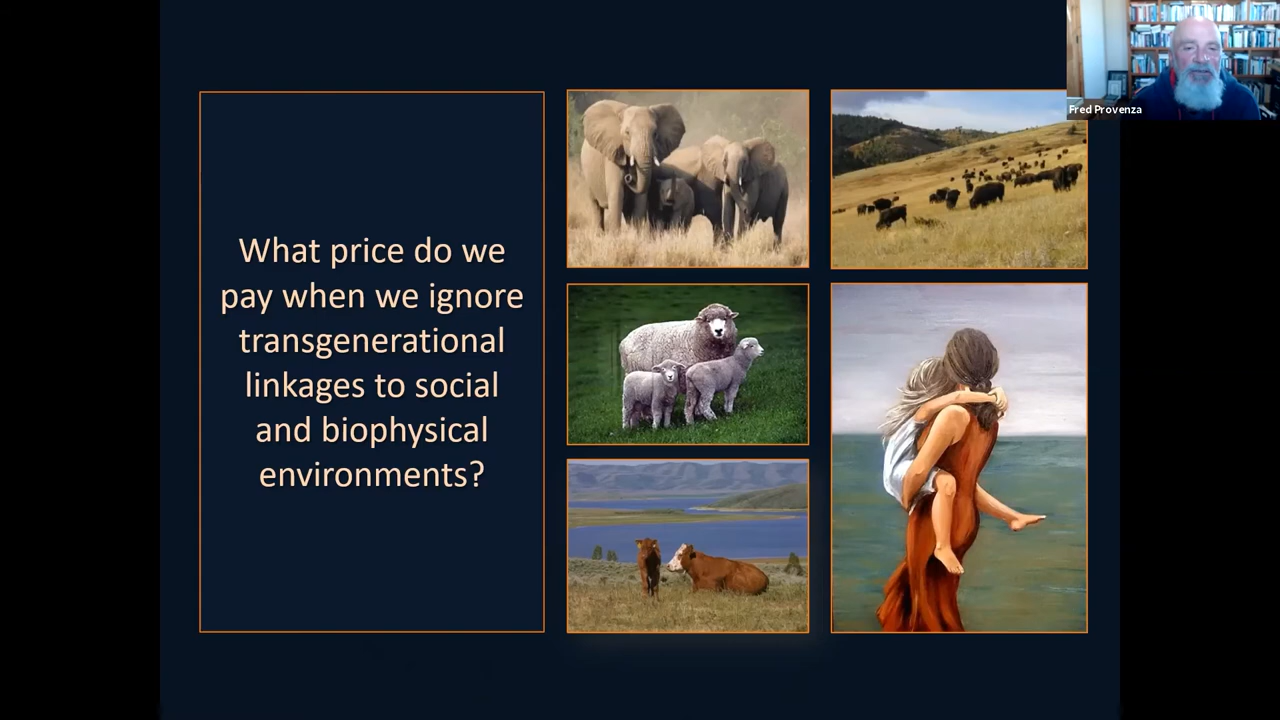 Fred Provenza
What price do we
pay when we ignore
transgenerational
linkages to social
and biophysical
environments?